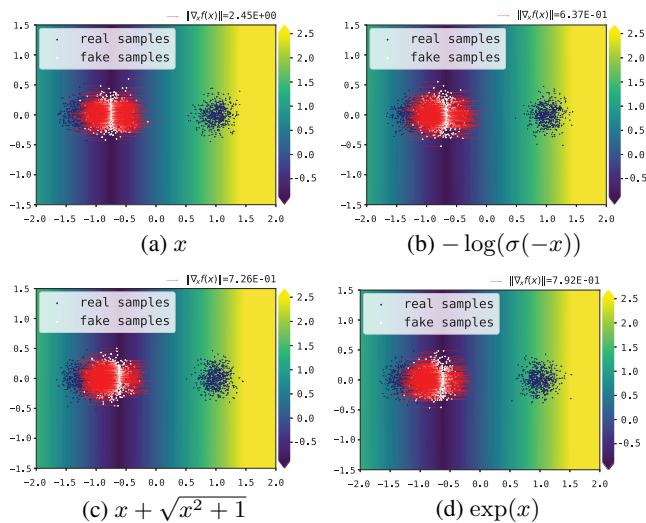 ‖∇ₓf(x)‖=2.45E+00
real samples
fake samples
1.5
1.0
0.5
0.0
−0.5
−1.0
−1.5
−2.0 −1.5 −1.0 −0.5 0.0 0.5 1.0 1.5 2.0
2.5
2.0
1.5
1.0
0.5
0.0
−0.5
(a) x
‖∇ₓf(x)‖=6.37E−01
real samples
fake samples
1.5
1.0
0.5
0.0
−0.5
−1.0
−1.5
−2.0 −1.5 −1.0 −0.5 0.0 0.5 1.0 1.5 2.0
2.5
2.0
1.5
1.0
0.5
0.0
−0.5
(b) − log(σ(−x))
‖∇ₓf(x)‖=7.26E−01
real samples
fake samples
1.5
1.0
0.5
0.0
−0.5
−1.0
−1.5
−2.0 −1.5 −1.0 −0.5 0.0 0.5 1.0 1.5 2.0
2.5
2.0
1.5
1.0
0.5
0.0
−0.5
(c) x + √(x² + 1)
‖∇ₓf(x)‖=7.92E−01
real samples
fake samples
1.5
1.0
0.5
0.0
−0.5
−1.0
−1.5
−2.0 −1.5 −1.0 −0.5 0.0 0.5 1.0 1.5 2.0
2.5
2.0
1.5
1.0
0.5
0.0
−0.5
(d) exp(x)